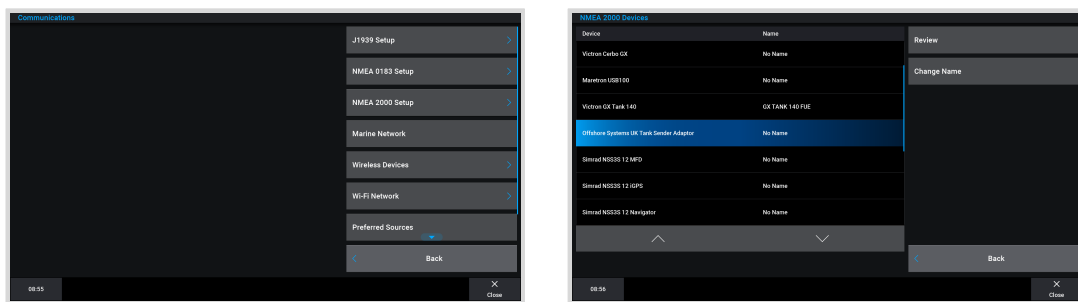 Communications
J1939 Setup
NMEA 0183 Setup
NMEA 2000 Setup
Marine Network
Wireless Devices
Wi-Fi Network
Preferred Sources
Back
08:55
Close
NMEA 2000 Devices
Device Name
Victron Cerbo GX No Name
Maretron USB100 No Name
Victron GX Tank 140 GX TANK 140 FUE
Offshore Systems UK Tank Sender Adaptor No Name
Simrad NSS3S 12 MFD No Name
Simrad NSS3S 12 iGPS No Name
Simrad NSS3S 12 Navigator No Name
Review
Change Name
Back
08:56
Close